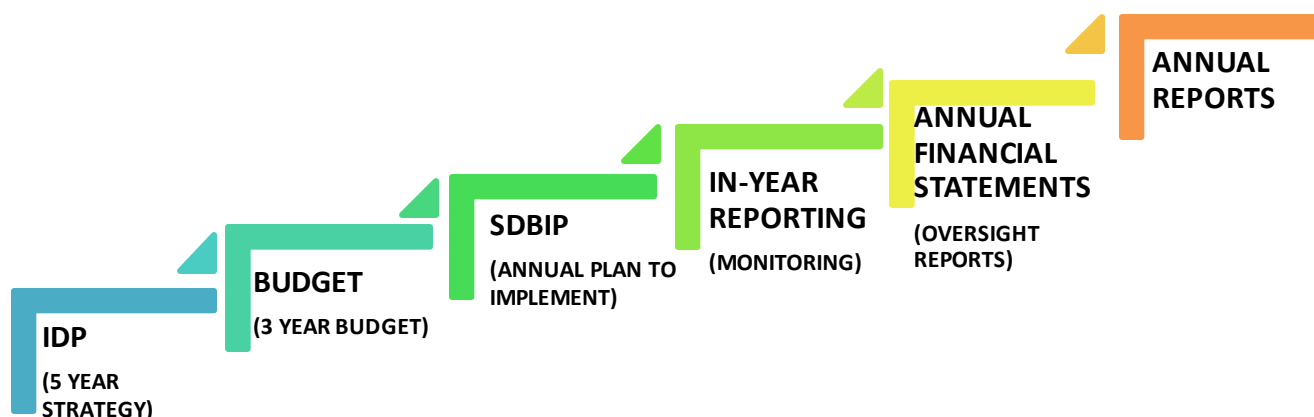 IDP
(5 YEAR
STRATEGY)
BUDGET
(3 YEAR BUDGET)
SDBIP
(ANNUAL PLAN TO
IMPLEMENT)
IN-YEAR
REPORTING
(MONITORING)
ANNUAL
FINANCIAL
STATEMENTS
(OVERSIGHT
REPORTS)
ANNUAL
REPORTS